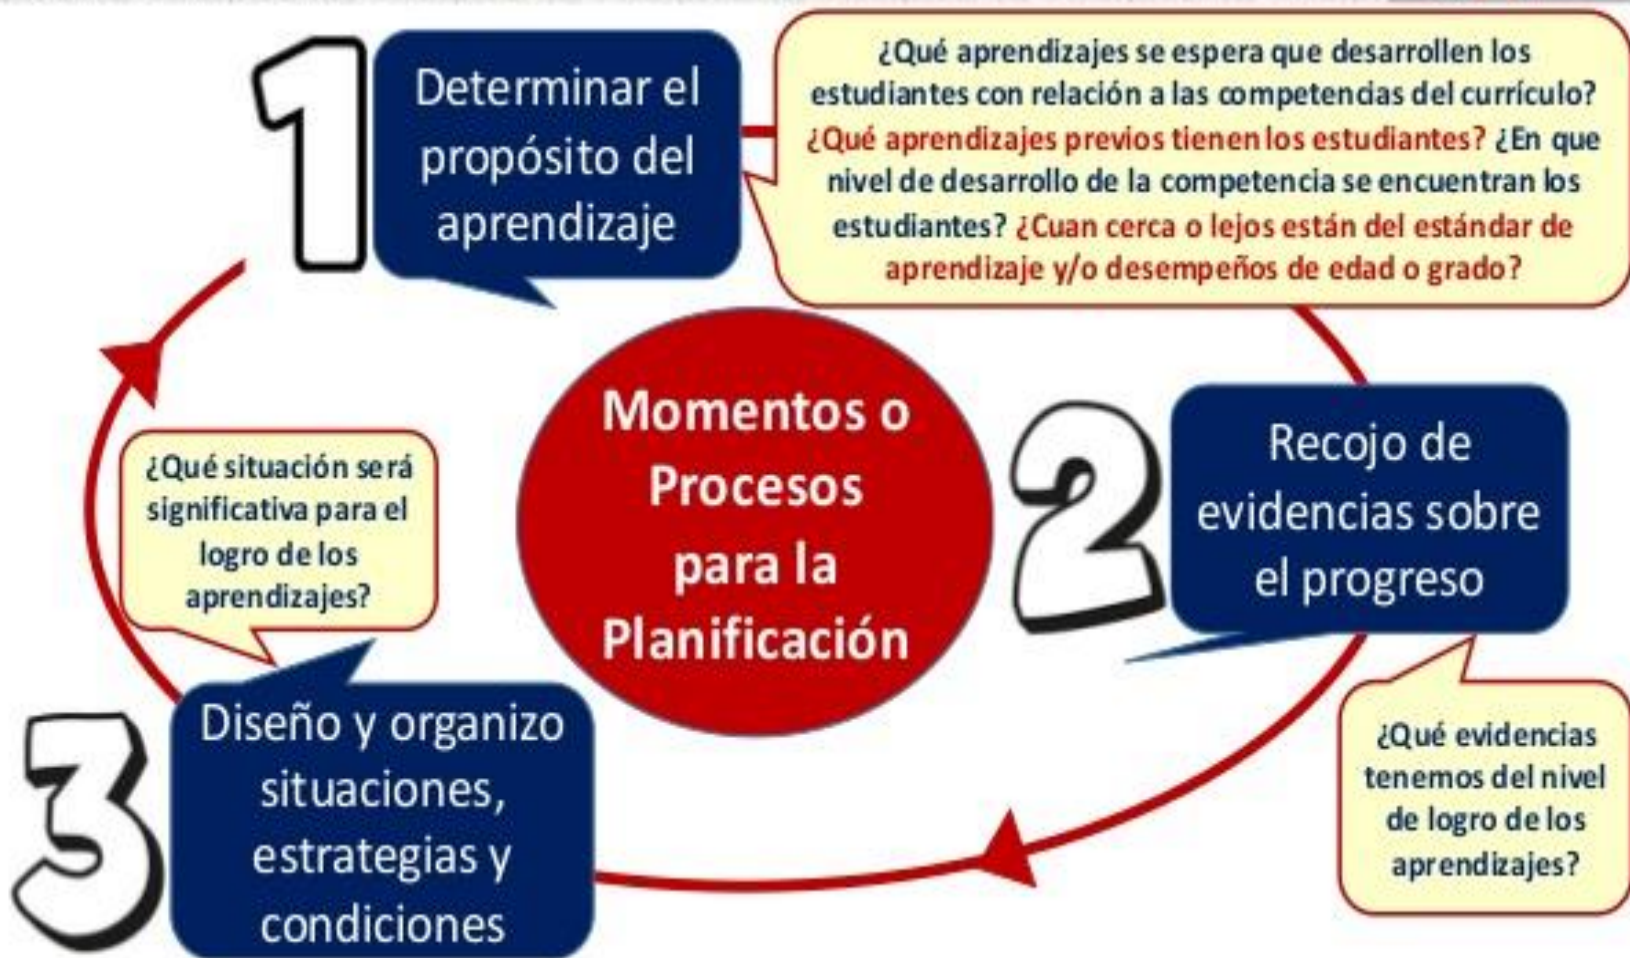 1
Determinar el
propósito del
aprendizaje
¿Qué aprendizajes se espera que desarrollen los
estudiantes con relación a las competencias del currículo?
¿Qué aprendizajes previos tienen los estudiantes? ¿En que
nivel de desarrollo de la competencia se encuentran los
estudiantes? ¿Cuan cerca o lejos están del estándar de
aprendizaje y/o desempeños de edad o grado?
Momentos o
Procesos
para la
Planificación
2
Recojo de
evidencias sobre
el progreso
¿Qué evidencias
tenemos del nivel
de logro de los
aprendizajes?
¿Qué situación será
significativa para el
logro de los
aprendizajes?
3
Diseño y organizo
situaciones,
estrategias y
condiciones